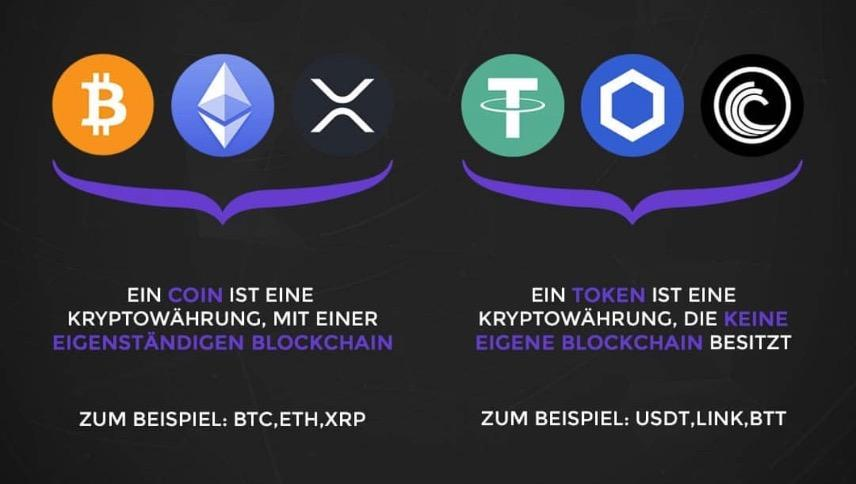 EIN COIN IST EINE
KRYPTOWÄHRUNG, MIT EINER
EIGENSTÄNDIGEN BLOCKCHAIN
ZUM BEISPIEL: BTC,ETH,XRP
EIN TOKEN IST EINE
KRYPTOWÄHRUNG, DIE KEINE
EIGENE BLOCKCHAIN BESITZT
ZUM BEISPIEL: USDT,LINK,BTT